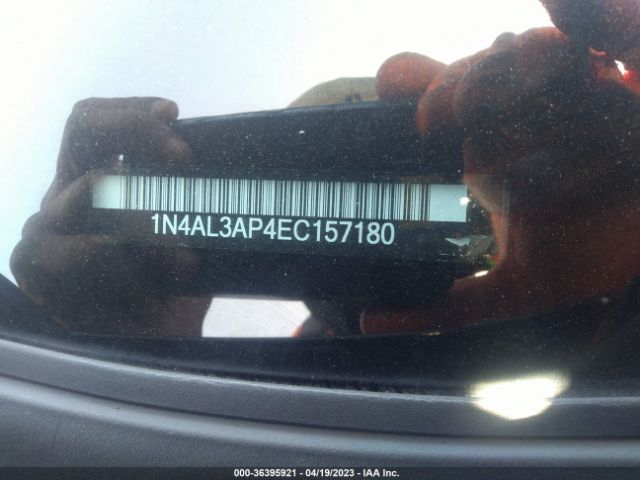 1N4AL3AP4EC157180
000-36395921 - 04/19/2023 - IAA Inc.